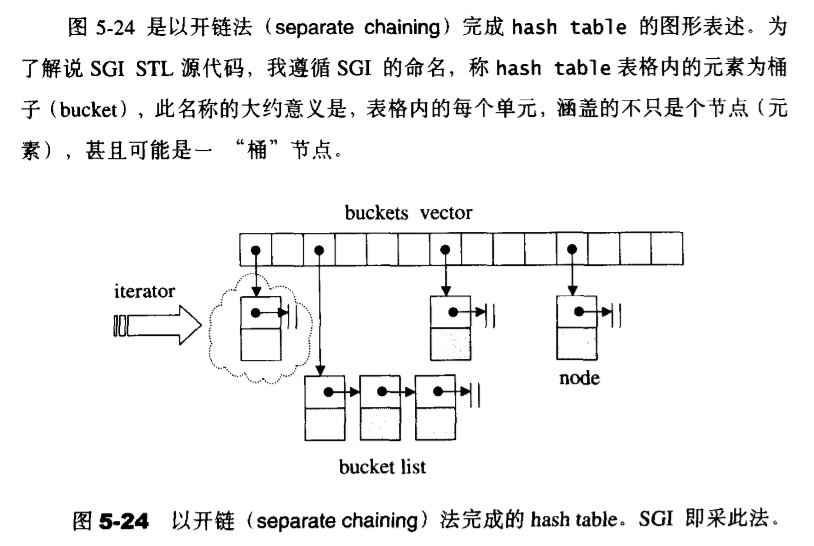 图 5-24 是以开链法（separate chaining）完成 hash table 的图形表述。为
了解说 SGI STL 源代码，我遵循 SGI 的命名，称 hash table 表格内的元素为桶
子（bucket），此名称的大约意义是，表格内的每个单元，涵盖的不只是个节点（元
素），甚且可能是一 “桶”节点。
buckets vector
iterator
node
bucket list
图 5-24 以开链（separate chaining）法完成的 hash table。SGI 即采此法。